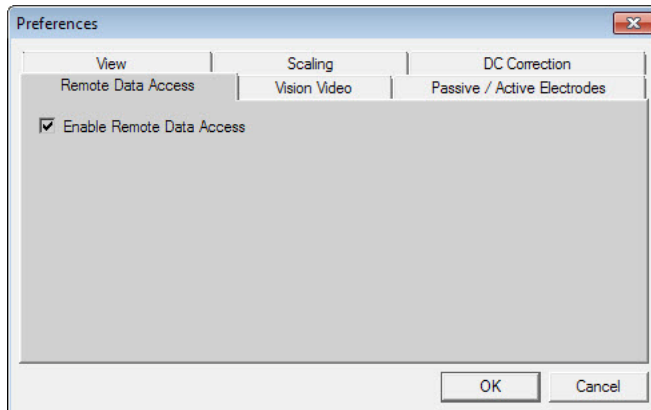 Preferences
View Scaling DC Correction
Remote Data Access Vision Video Passive / Active Electrodes
Enable Remote Data Access
OK Cancel